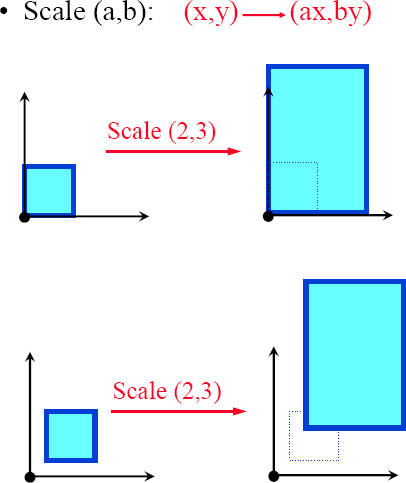 • Scale (a,b): (x,y) → (ax,by)
Scale (2,3)
Scale (2,3)